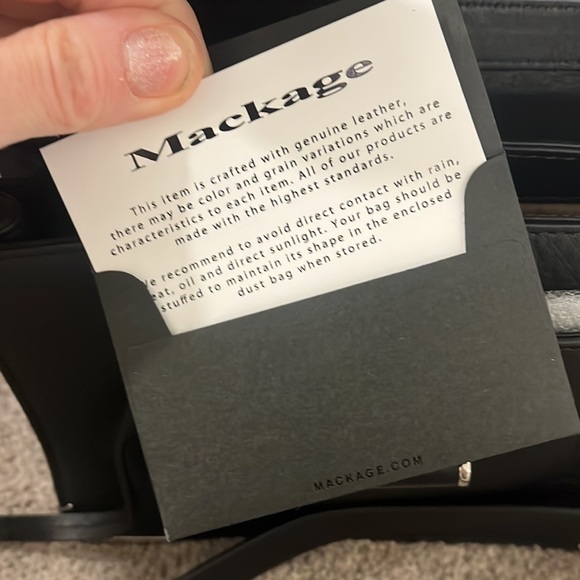 Mackage
This item is crafted with genuine leather,
there may be color and grain variations which are
characteristics to each item. All of our products are
made with the highest standards.
recommend to avoid direct contact with rain,
oil and direct sunlight. Your bag should be
stuffed to maintain its shape in the enclosed
dust bag when stored.
MACKAGE.COM